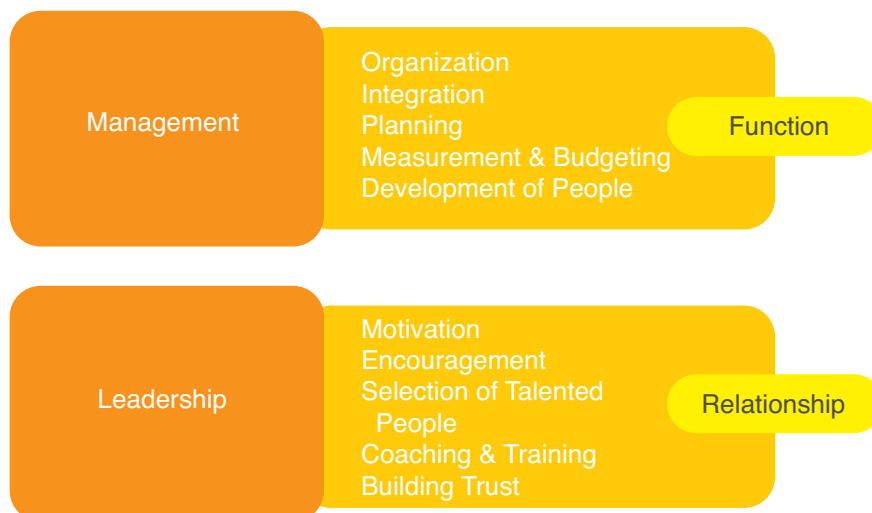 Management
Organization
Integration
Planning
Measurement & Budgeting
Development of People
Function
Leadership
Motivation
Encouragement
Selection of Talented
People
Coaching & Training
Building Trust
Relationship